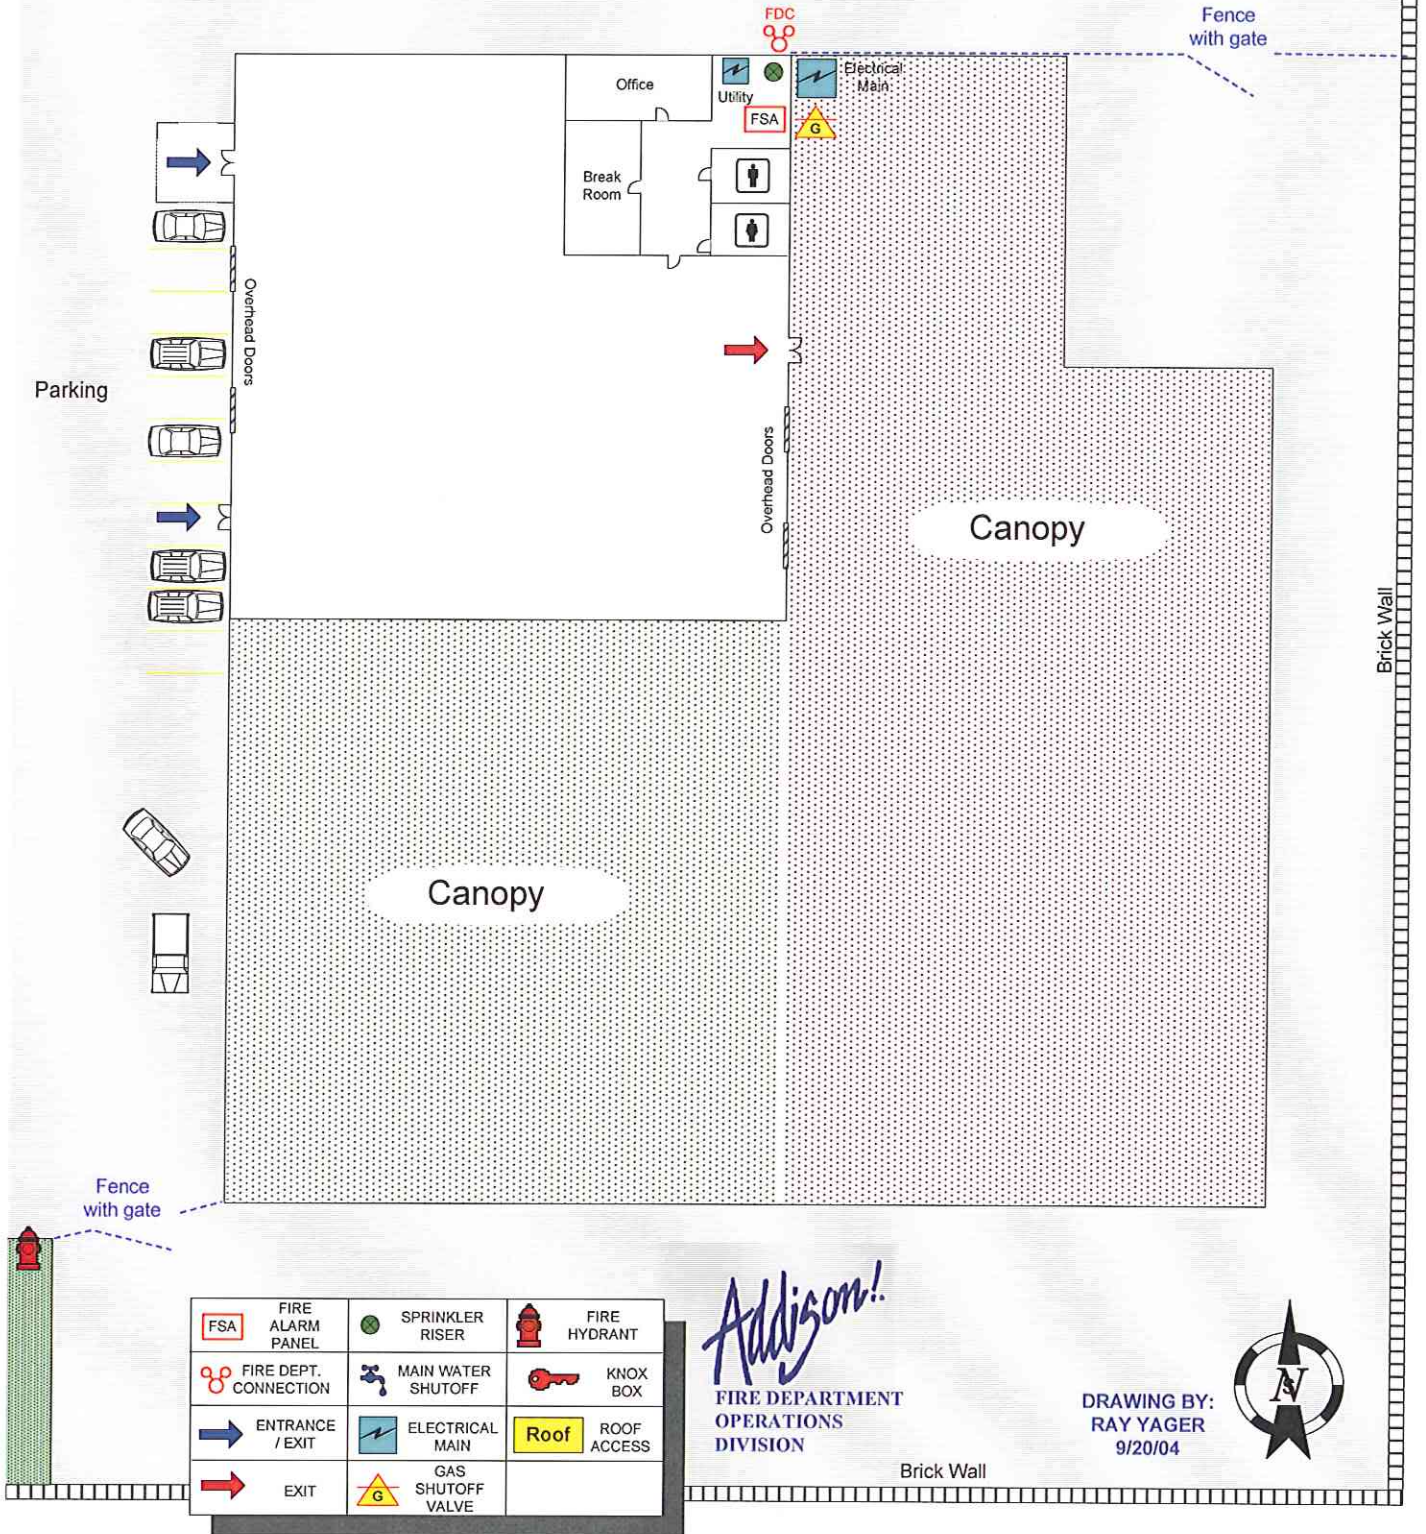 FDC
Fence
with gate
Office
Utility
Electrical
Main
FSA
G
Break
Room
Overhead Doors
Parking
Overhead Doors
Canopy
Brick Wall
Canopy
Fence
with gate
FSA
FIRE
ALARM
PANEL
SPRINKLER
RISER
FIRE
HYDRANT
FIRE DEPT.
CONNECTION
MAIN WATER
SHUTOFF
KNOX
BOX
ENTRANCE
/ EXIT
ELECTRICAL
MAIN
Roof
ROOF
ACCESS
EXIT
G
GAS
SHUTOFF
VALVE
Addison!
FIRE DEPARTMENT
OPERATIONS
DIVISION
DRAWING BY:
RAY YAGER
9/20/04
N
Brick Wall